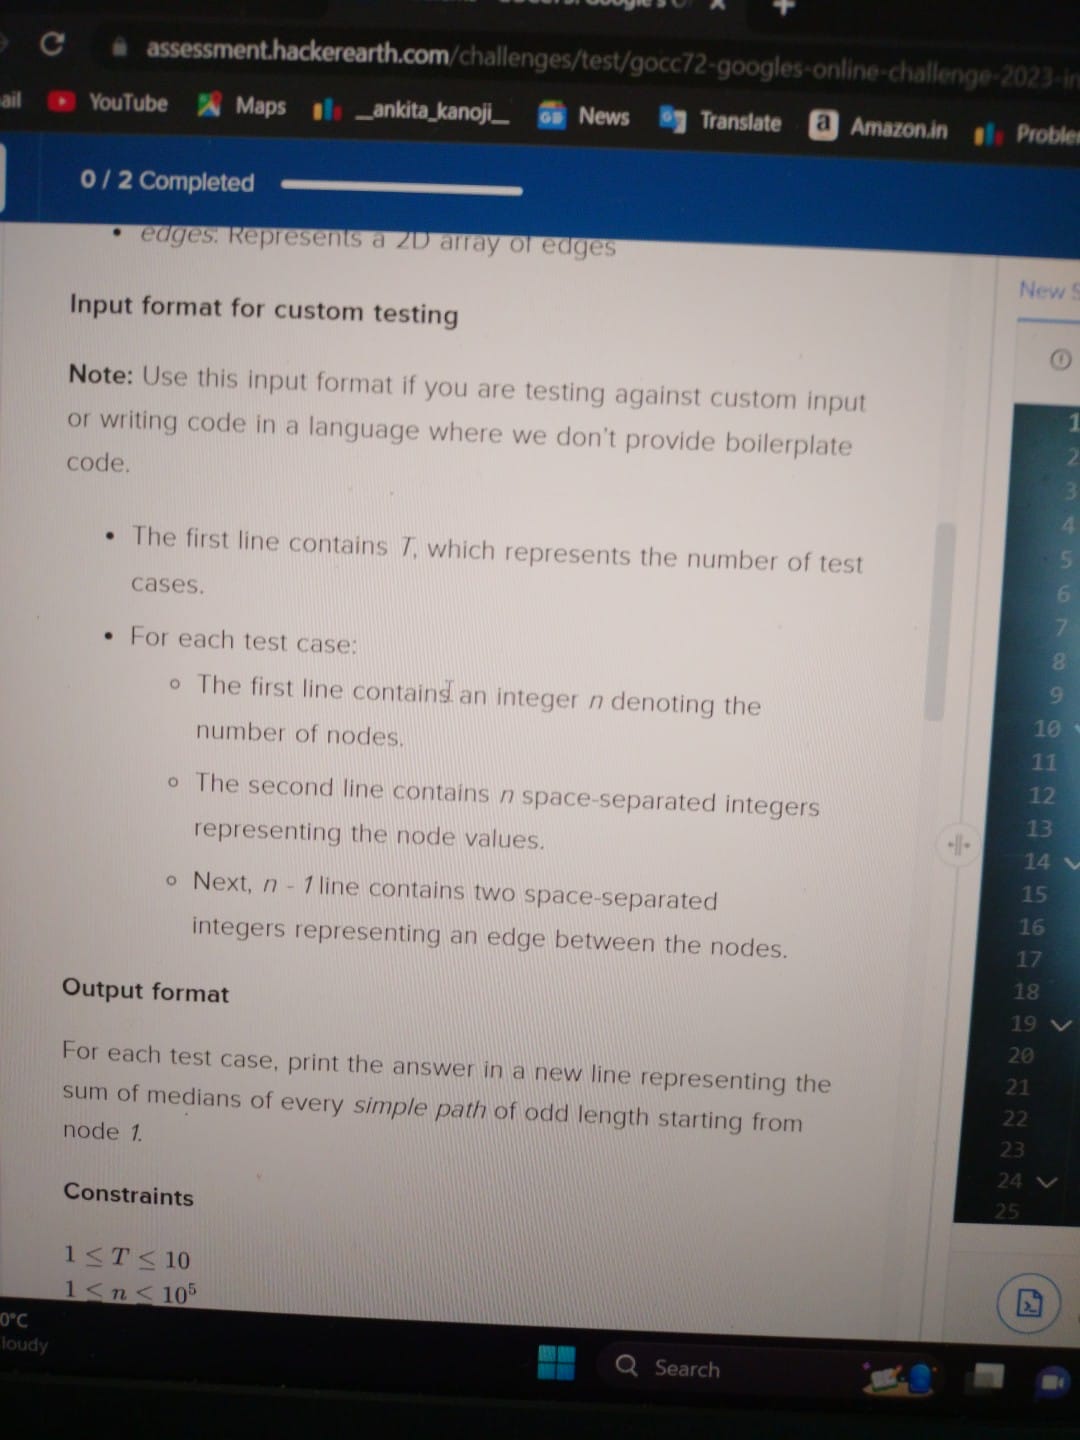 assessment.hackerearth.com/challenges/test/gocc72-googles-online-challenge-2023-in
ail YouTube Maps _ankita_kanoji_ News Translate Amazon.in Problem
0 / 2 Completed
• edges: Represents a 2D array of edges
New S
Input format for custom testing
Note: Use this input format if you are testing against custom input
or writing code in a language where we don't provide boilerplate
code.
• The first line contains T, which represents the number of test
cases.
• For each test case:
o The first line contains an integer n denoting the
number of nodes.
o The second line contains n space-separated integers
representing the node values.
o Next, n - 1 line contains two space-separated
integers representing an edge between the nodes.
Output format
For each test case, print the answer in a new line representing the
sum of medians of every simple path of odd length starting from
node 1.
Constraints
1 ≤ T ≤ 10
1 ≤ n ≤ 10⁵
1
2
3
4
5
6
7
8
9
10
11
12
13
14
15
16
17
18
19
20
21
22
23
24
25
0°C
loudy
Search